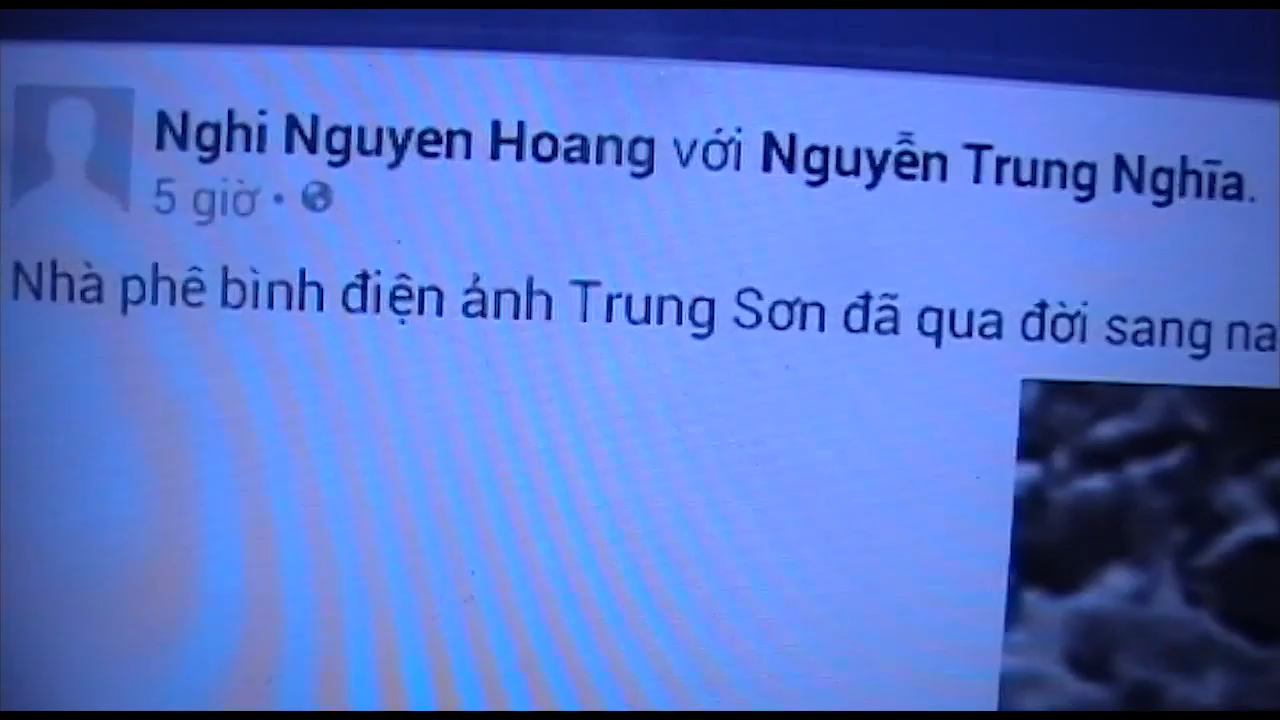 Nghi Nguyen Hoang với Nguyễn Trung Nghĩa.
5 giờ ·
Nhà phê bình điện ảnh Trung Sơn đã qua đời sang na